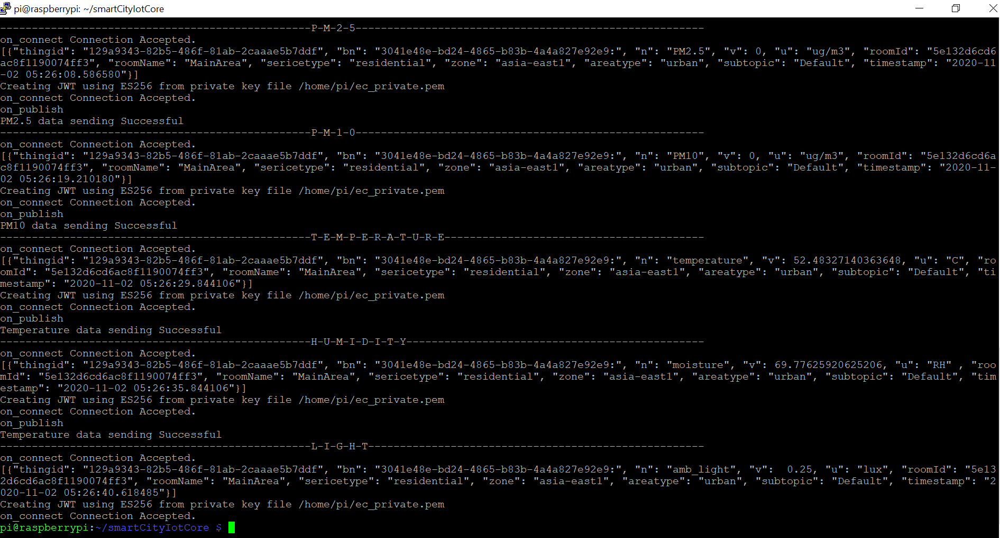 pi@raspberrypi: ~/smartCityIotCore
-------------------------------------------------P-M-2-5-------------------------------------------------------
on_connect Connection Accepted.
[{"thingid": "129a9343-82b5-486f-81ab-2caaae5b7ddf", "bn": "3041e48e-bd24-4865-b83b-4a4a827e92e9:", "n": "PM2.5", "v": 0, "u": "ug/m3", "roomId": "5e132d6cd6
ac8f1190074ff3", "roomName": "MainArea", "sericetype": "residential", "zone": "asia-east1", "areatype": "urban", "subtopic": "Default", "timestamp": "2020-11
-02 05:26:08.586580"}]
Creating JWT using ES256 from private key file /home/pi/ec_private.pem
on_connect Connection Accepted.
on_publish
PM2.5 data sending Successful
-------------------------------------------------P-M-1-0-------------------------------------------------------
on_connect Connection Accepted.
[{"thingid": "129a9343-82b5-486f-81ab-2caaae5b7ddf", "bn": "3041e48e-bd24-4865-b83b-4a4a827e92e9:", "n": "PM10", "v": 0, "u": "ug/m3", "roomId": "5e132d6cd6a
c8f1190074ff3", "roomName": "MainArea", "sericetype": "residential", "zone": "asia-east1", "areatype": "urban", "subtopic": "Default", "timestamp": "2020-11-
02 05:26:19.210180"}]
Creating JWT using ES256 from private key file /home/pi/ec_private.pem
on_connect Connection Accepted.
on_publish
PM10 data sending Successful
-------------------------------------------------T-E-M-P-E-R-A-T-U-R-E-----------------------------------------
on_connect Connection Accepted.
[{"thingid": "129a9343-82b5-486f-81ab-2caaae5b7ddf", "bn": "3041e48e-bd24-4865-b83b-4a4a827e92e9:", "n": "temperature", "v": 52.48327140363648, "u": "C", "ro
omId": "5e132d6cd6ac8f1190074ff3", "roomName": "MainArea", "sericetype": "residential", "zone": "asia-east1", "areatype": "urban", "subtopic": "Default", "ti
mestamp": "2020-11-02 05:26:29.844106"}]
Creating JWT using ES256 from private key file /home/pi/ec_private.pem
on_connect Connection Accepted.
on_publish
Temperature data sending Successful
-------------------------------------------------H-U-M-I-D-I-T-Y-----------------------------------------------
on_connect Connection Accepted.
[{"thingid": "129a9343-82b5-486f-81ab-2caaae5b7ddf", "bn": "3041e48e-bd24-4865-b83b-4a4a827e92e9:", "n": "moisture", "v": 69.77625920625206, "u": "RH" , "roo
mId": "5e132d6cd6ac8f1190074ff3", "roomName": "MainArea", "sericetype": "residential", "zone": "asia-east1", "areatype": "urban", "subtopic": "Default", "tim
estamp": "2020-11-02 05:26:35.844106"}]
Creating JWT using ES256 from private key file /home/pi/ec_private.pem
on_connect Connection Accepted.
on_publish
Temperature data sending Successful
-------------------------------------------------L-I-G-H-T-----------------------------------------------------
on_connect Connection Accepted.
[{"thingid": "129a9343-82b5-486f-81ab-2caaae5b7ddf", "bn": "3041e48e-bd24-4865-b83b-4a4a827e92e9:", "n": "amb_light", "v":  0.25, "u": "lux", "roomId": "5e13
2d6cd6ac8f1190074ff3", "roomName": "MainArea", "sericetype": "residential", "zone": "asia-east1", "areatype": "urban", "subtopic": "Default", "timestamp": "2
020-11-02 05:26:40.618485"}]
Creating JWT using ES256 from private key file /home/pi/ec_private.pem
on_connect Connection Accepted.
pi@raspberrypi:~/smartCityIotCore $